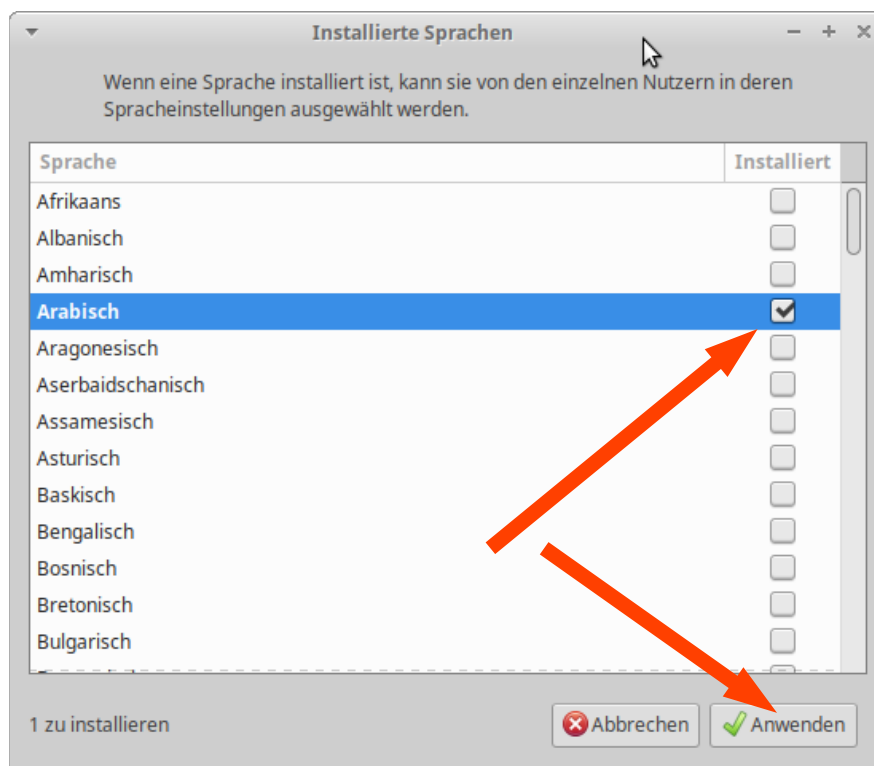 Installierte Sprachen
Wenn eine Sprache installiert ist, kann sie von den einzelnen Nutzern in deren
Spracheinstellungen ausgewählt werden.
Sprache Installiert
Afrikaans
Albanisch
Amharisch
Arabisch
Aragonesisch
Aserbaidschanisch
Assamesisch
Asturisch
Baskisch
Bengalisch
Bosnisch
Bretonisch
Bulgarisch
1 zu installieren Abbrechen Anwenden